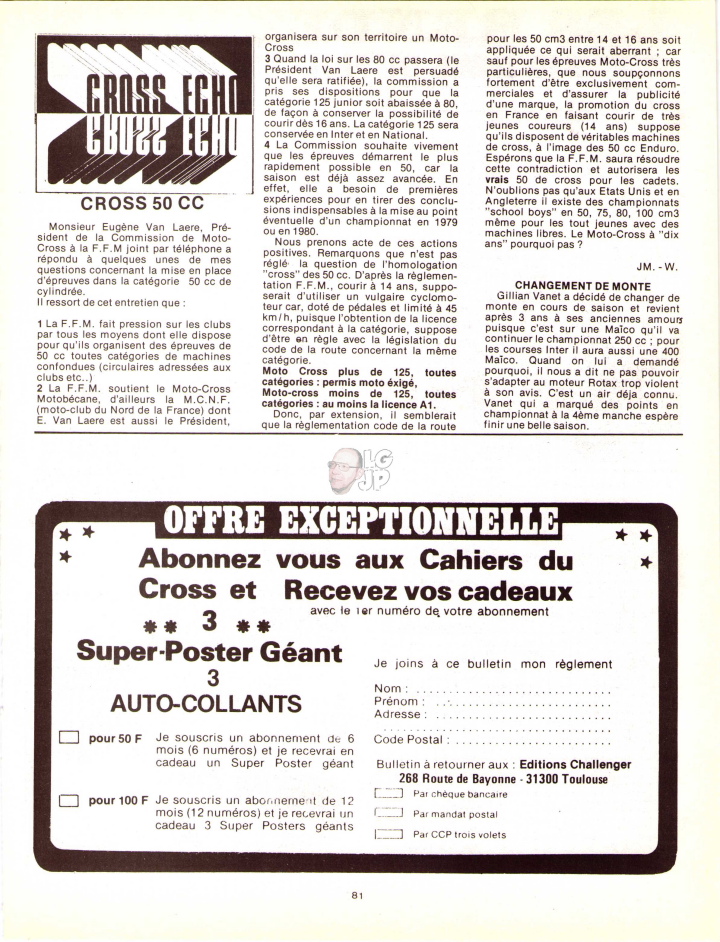 CROSS ECHO
CROSS ECHO
CROSS 50 CC
Monsieur Eugène Van Laere, Pré-
sident de la Commission de Moto-
Cross à la F.F.M joint par téléphone a
répondu à quelques unes de mes
questions concernant la mise en place
d'épreuves dans la catégorie 50 cc de
cylindrée.
Il ressort de cet entretien que :
1 La F.F.M. fait pression sur les clubs
par tous les moyens dont elle dispose
pour qu'ils organisent des épreuves de
50 cc toutes catégories de machines
confondues (circulaires adressées aux
clubs etc..)
2 La F.F.M. soutient le Moto-Cross
Motobécane, d'ailleurs la M.C.N.F.
(moto-club du Nord de la France) dont
E. Van Laere est aussi le Président,
organisera sur son territoire un Moto-
Cross
3 Quand la loi sur les 80 cc passera (le
Président Van Laere est persuadé
qu'elle sera ratifiée), la commission a
pris ses dispositions pour que la
catégorie 125 junior soit abaissée à 80,
de façon à conserver la possibilité de
courir dès 16 ans. La catégorie 125 sera
conservée en Inter et en National.
4 La Commission souhaite vivement
que les épreuves démarrent le plus
rapidement possible en 50, car la
saison est déjà assez avancée. En
effet, elle a besoin de premières
expériences pour en tirer des conclu-
sions indispensables à la mise au point
éventuelle d'un championnat en 1979
ou en 1980.
Nous prenons acte de ces actions
positives. Remarquons que n'est pas
réglé la question de l'homologation
"cross" des 50 cc. D'après la règlemen-
tation F.F.M., courir à 14 ans, suppo-
serait d'utiliser un vulgaire cyclomo-
teur car, doté de pédales et limité à 45
km/h, puisque l'obtention de la licence
correspondant à la catégorie, suppose
d'être en règle avec la législation du
code de la route concernant la même
catégorie.
Moto Cross plus de 125, toutes
catégories : permis moto éxigé,
Moto-cross moins de 125, toutes
catégories : au moins la licence A1.
Donc, par extension, il semblerait
que la règlementation code de la route
pour les 50 cm3 entre 14 et 16 ans soit
appliquée ce qui serait aberrant ; car
sauf pour les épreuves Moto-Cross très
particulières, que nous soupçonnons
fortement d'être exclusivement com-
merciales et d'assurer la publicité
d'une marque, la promotion du cross
en France en faisant courir de très
jeunes coureurs (14 ans) suppose
qu'ils disposent de véritables machines
de cross, à l'image des 50 cc Enduro.
Espérons que la F.F.M. saura résoudre
cette contradiction et autorisera les
vrais 50 de cross pour les cadets.
N'oublions pas qu'aux Etats Unis et en
Angleterre il existe des championnats
"school boys" en 50, 75, 80, 100 cm3
même pour les tout jeunes avec des
machines libres. Le Moto-Cross à "dix
ans" pourquoi pas ?
JM. - W.
CHANGEMENT DE MONTE
Gillian Vanet a décidé de changer de
monte en cours de saison et revient
après 3 ans à ses anciennes amours
puisque c'est sur une Maïco qu'il va
continuer le championnat 250 cc ; pour
les courses Inter il aura aussi une 400
Maïco. Quand on lui a demandé
pourquoi, il nous a dit ne pas pouvoir
s'adapter au moteur Rotax trop violent
à son avis. C'est un air déja connu.
Vanet qui a marqué des points en
championnat à la 4ème manche espère
finir une belle saison.
LG
JP
OFFRE EXCEPTIONNELLE
Abonnez vous aux Cahiers du
Cross et Recevez vos cadeaux
avec le 1er numéro de votre abonnement
** 3 **
Super-Poster Géant
3
AUTO-COLLANTS
pour 50 F Je souscris un abonnement de 6
mois (6 numéros) et je recevrai en
cadeau un Super Poster géant
pour 100 F Je souscris un abonnement de 12
mois (12 numéros) et je recevrai un
cadeau 3 Super Posters géants
Je joins à ce bulletin mon règlement
Nom : ............................
Prénom : ............................
Adresse : ............................
............................
Code Postal : ............................
Bulletin à retourner aux : Editions Challenger
268 Route de Bayonne - 31300 Toulouse
Par chèque bancaire
Par mandat postal
Par CCP trois volets
81